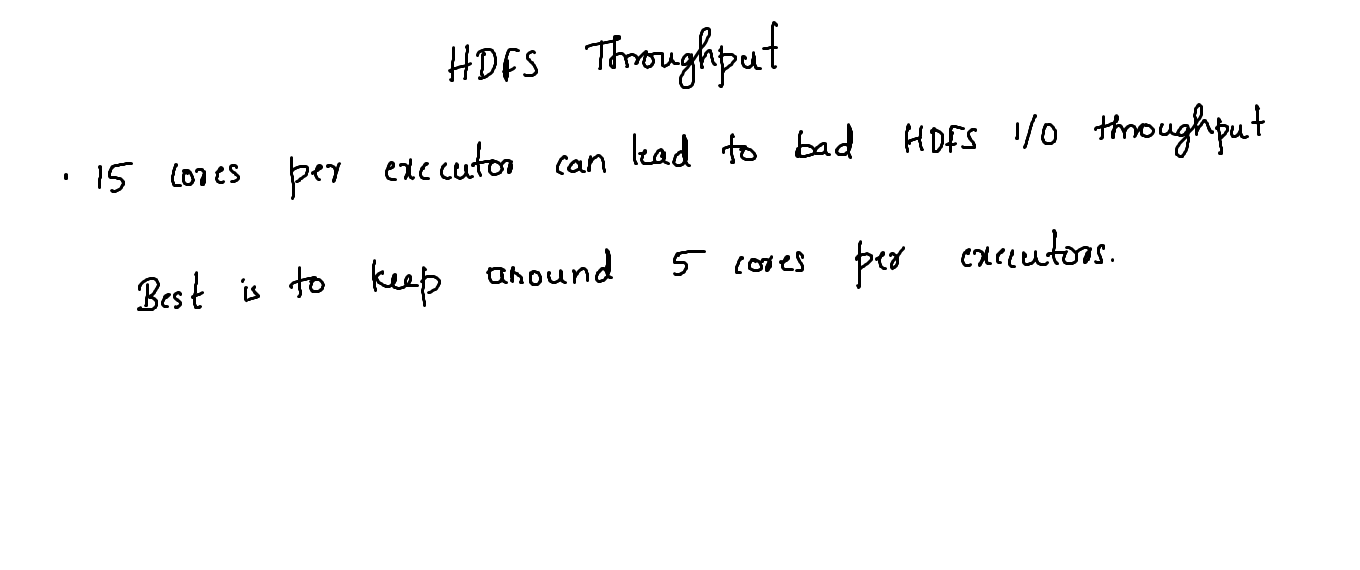 HDFS Throughput
• 15 cores per executor can lead to bad HDFS I/O throughput
Best is to keep around 5 cores per executors.